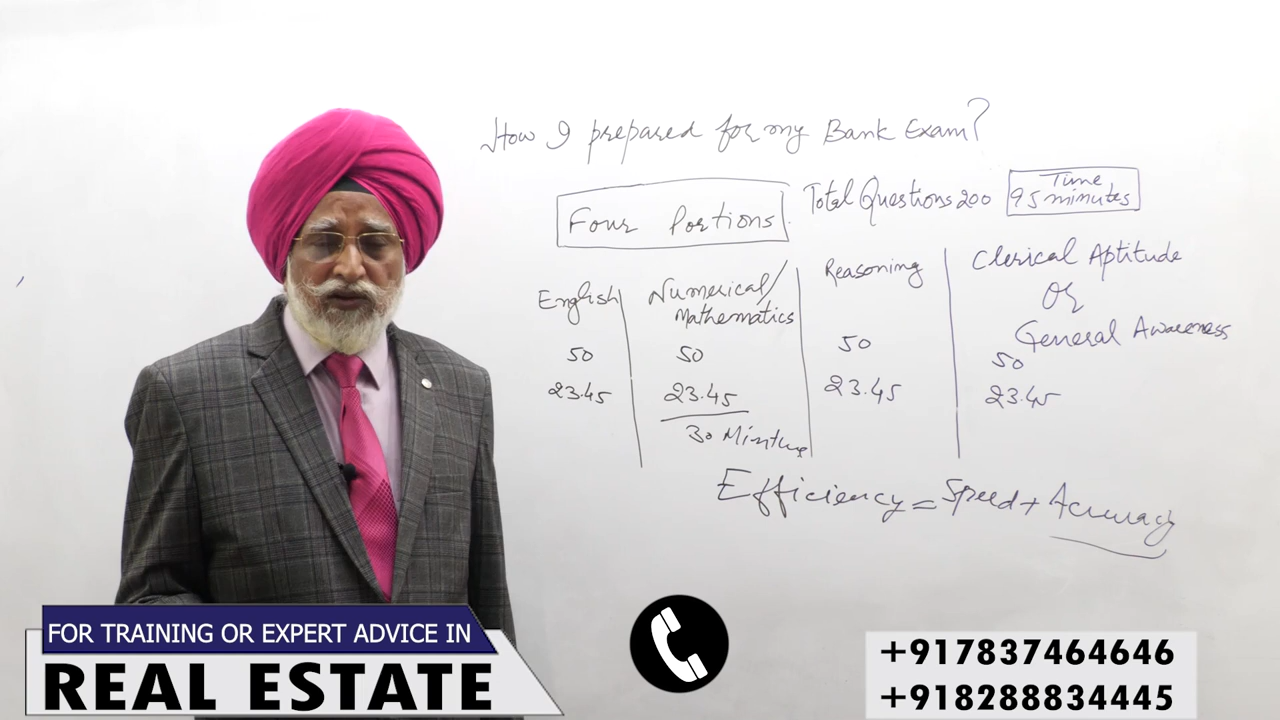 How I prepared for my Bank Exam?
Four Portions
Total Questions 200
Time
95 minutes
English
50
23.45
Numerical/
Mathematics
50
23.45
30 Mintues
Reasoning
50
23.45
Clerical Aptitude
Or
General Awareness
50
23.45
Efficiency = Speed + Accuracy
FOR TRAINING OR EXPERT ADVICE IN
REAL ESTATE
+917837464646
+918288834445